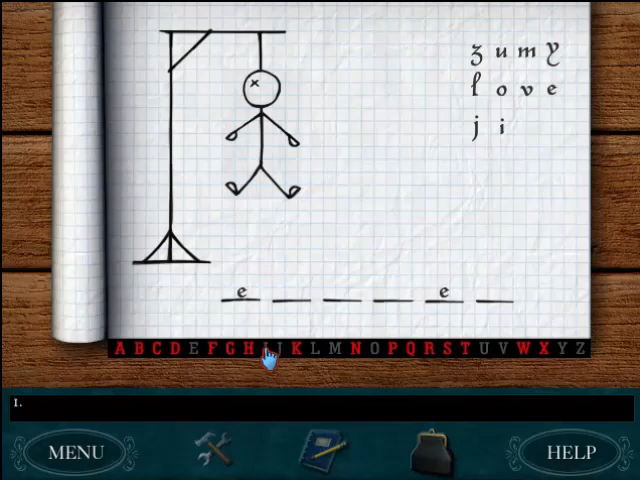 z u m y
l o v e
j i
e e
A B C D E F G H I J K L M N O P Q R S T U V W X Y Z
1.
MENU
HELP